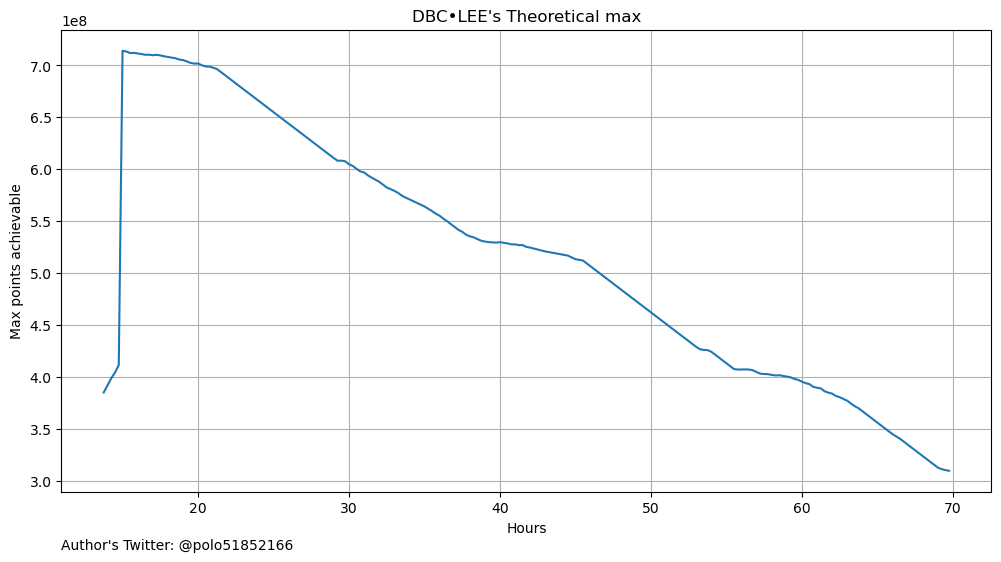 DBC•LEE's Theoretical max
1e8
7.0
6.5
6.0
5.5
5.0
4.5
4.0
3.5
3.0
Max points achievable
20 30 40 50 60 70
Hours
Author's Twitter: @polo51852166